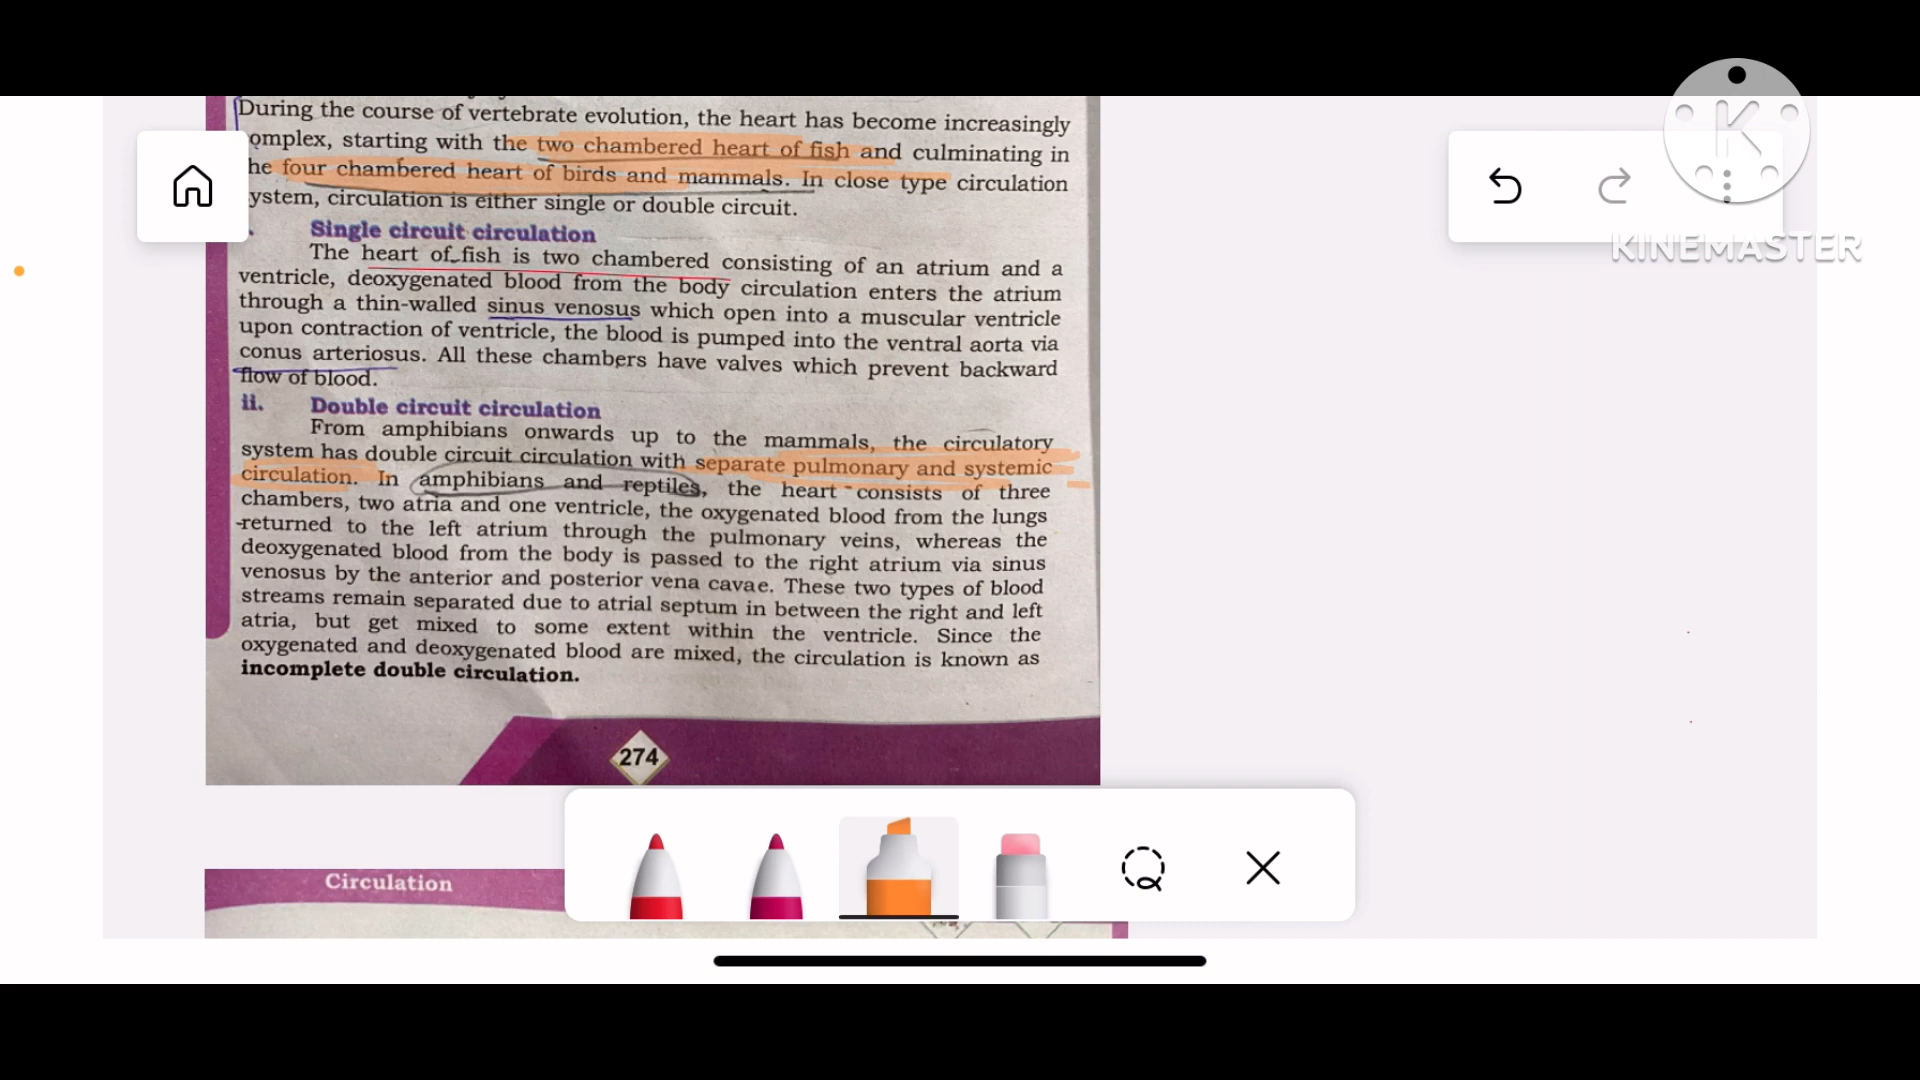 During the course of vertebrate evolution, the heart has become increasingly
omplex, starting with the two chambered heart of fish and culminating in
he four chambered heart of birds and mammals. In close type circulation
ystem, circulation is either single or double circuit.
Single circuit circulation
The heart of fish is two chambered consisting of an atrium and a
ventricle, deoxygenated blood from the body circulation enters the atrium
through a thin-walled sinus venosus which open into a muscular ventricle
upon contraction of ventricle, the blood is pumped into the ventral aorta via
conus arteriosus. All these chambers have valves which prevent backward
flow of blood.
ii. Double circuit circulation
From amphibians onwards up to the mammals, the circulatory
system has double circuit circulation with separate pulmonary and systemic
circulation. In amphibians and reptiles, the heart consists of three
chambers, two atria and one ventricle, the oxygenated blood from the lungs
returned to the left atrium through the pulmonary veins, whereas the
deoxygenated blood from the body is passed to the right atrium via sinus
venosus by the anterior and posterior vena cavae. These two types of blood
streams remain separated due to atrial septum in between the right and left
atria, but get mixed to some extent within the ventricle. Since the
oxygenated and deoxygenated blood are mixed, the circulation is known as
incomplete double circulation.
274
Circulation
K
KINEMASTER